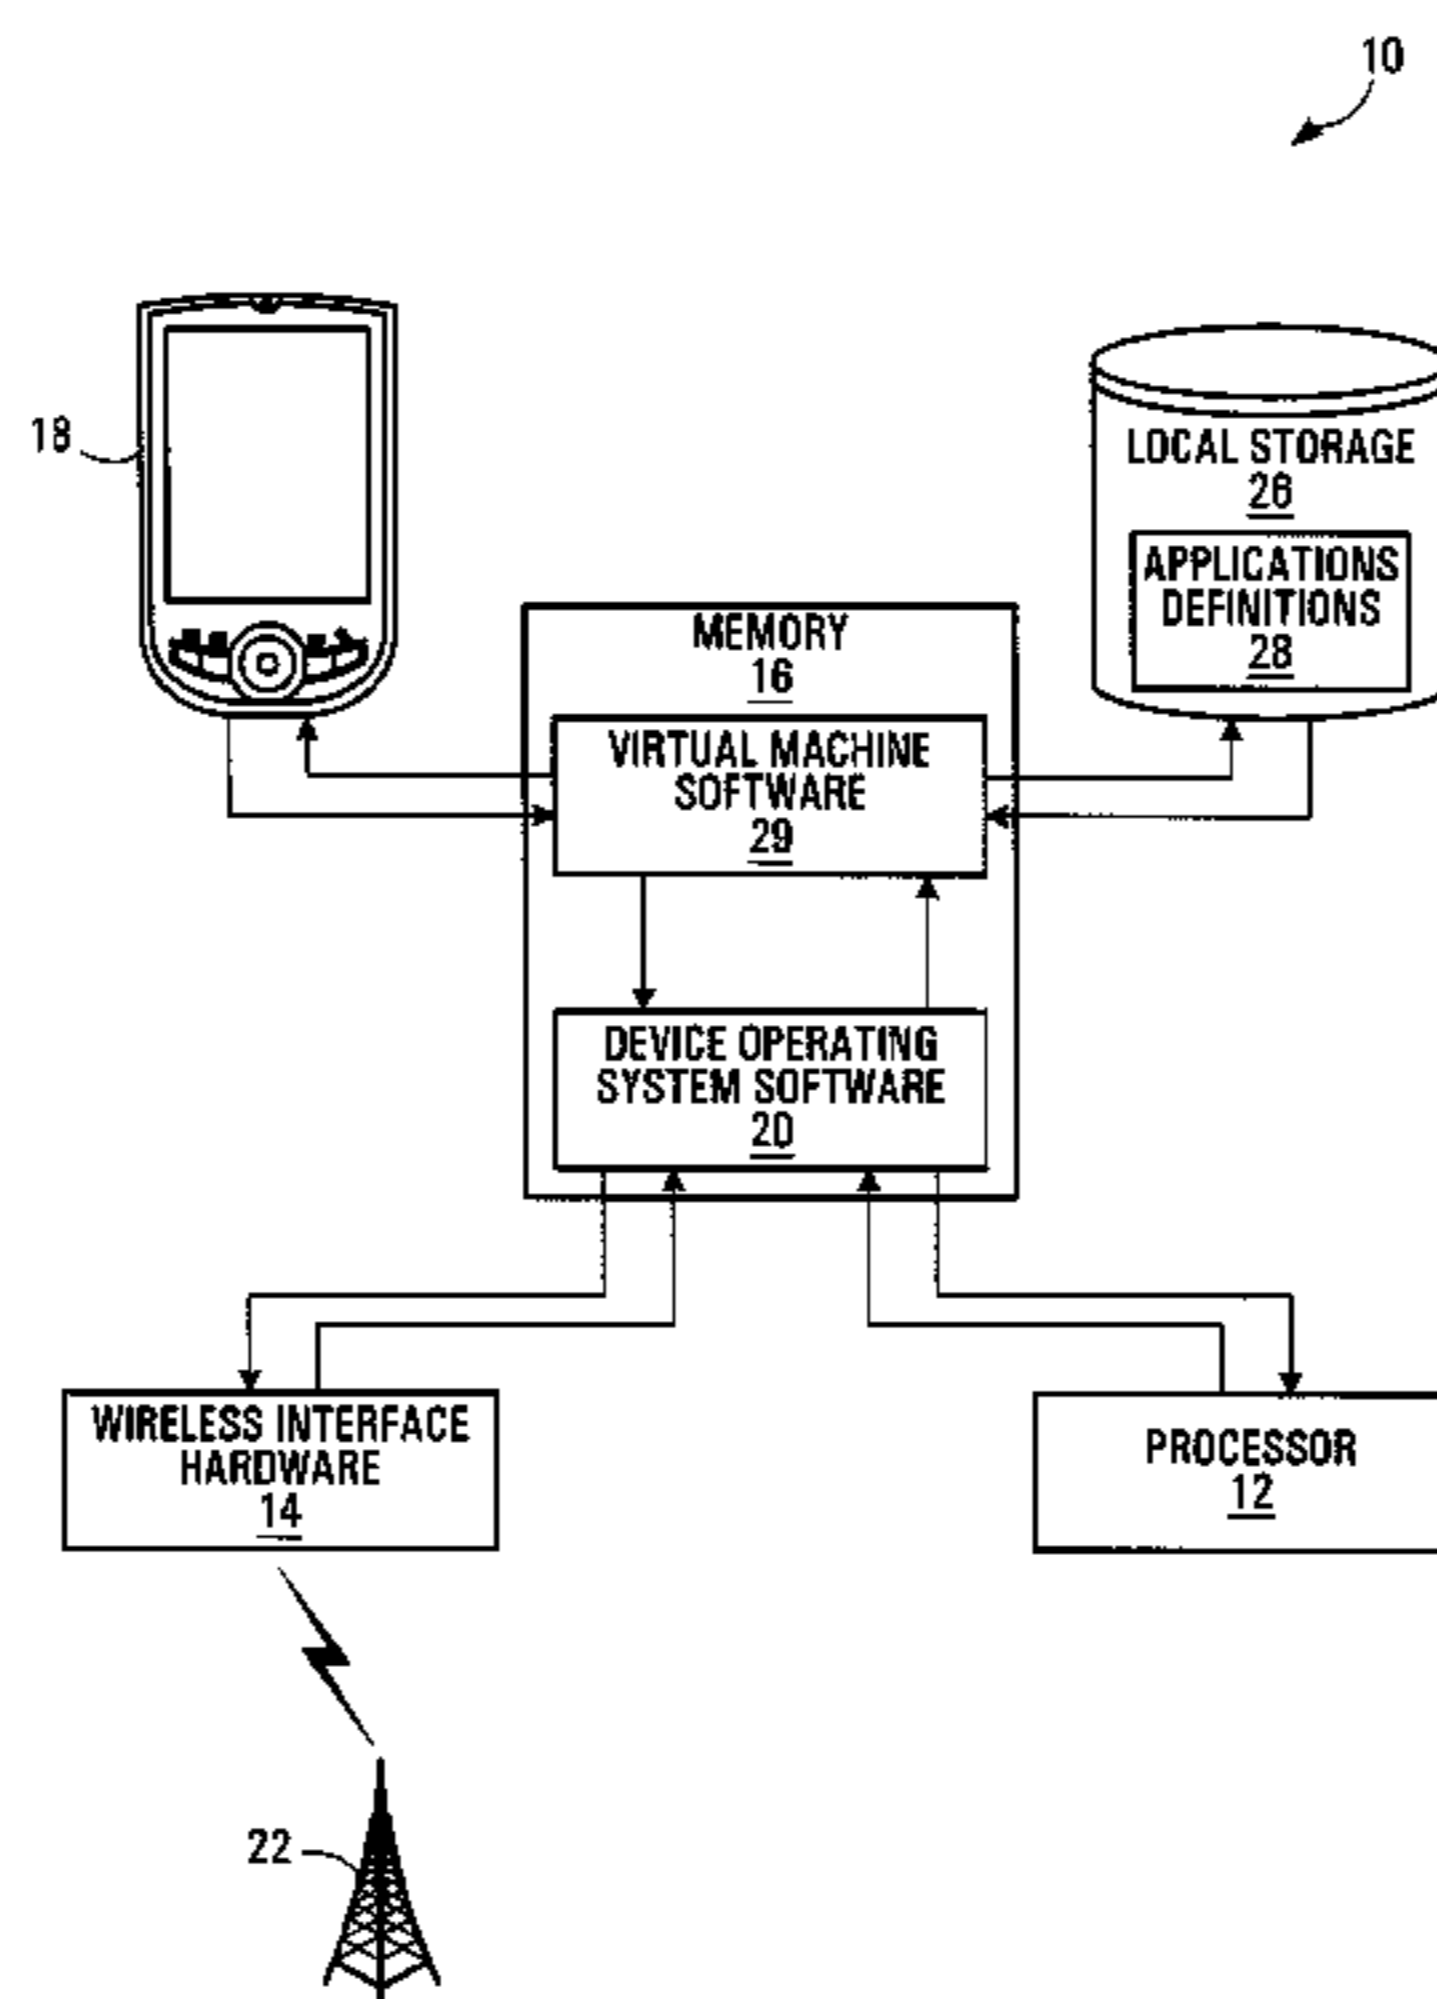 10
18
LOCAL STORAGE
26
APPLICATIONS
DEFINITIONS
28
MEMORY
16
VIRTUAL MACHINE
SOFTWARE
29
DEVICE OPERATING
SYSTEM SOFTWARE
20
WIRELESS INTERFACE
HARDWARE
14
PROCESSOR
12
22